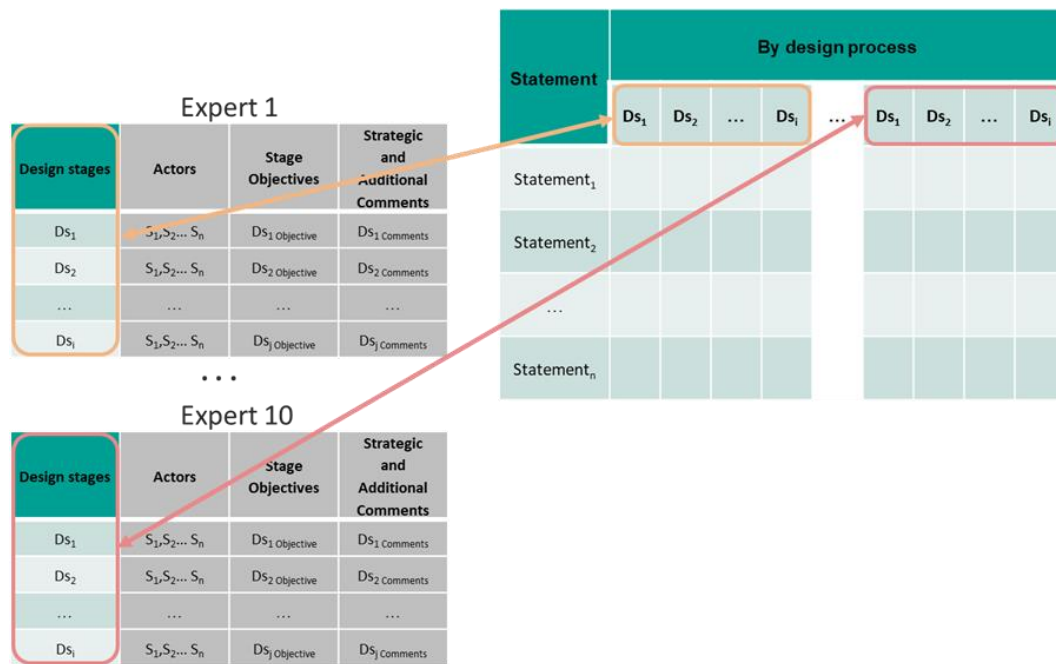 Expert 1
Design stages Actors Stage Objectives Strategic and Additional Comments
Ds1 S1,S2... Sn Ds1 Objective Ds1 Comments
Ds2 S1,S2... Sn Ds2 Objective Ds2 Comments
... ... ... ...
Dsi S1,S2... Sn Dsj Objective Dsj Comments
...
Expert 10
Design stages Actors Stage Objectives Strategic and Additional Comments
Ds1 S1,S2... Sn Ds1 Objective Ds1 Comments
Ds2 S1,S2... Sn Ds2 Objective Ds2 Comments
... ... ... ...
Dsi S1,S2... Sn Dsj Objective Dsj Comments
Statement By design process
Ds1 Ds2 ... Dsi ... Ds1 Ds2 ... Dsi
Statement1
Statement2
...
Statementn